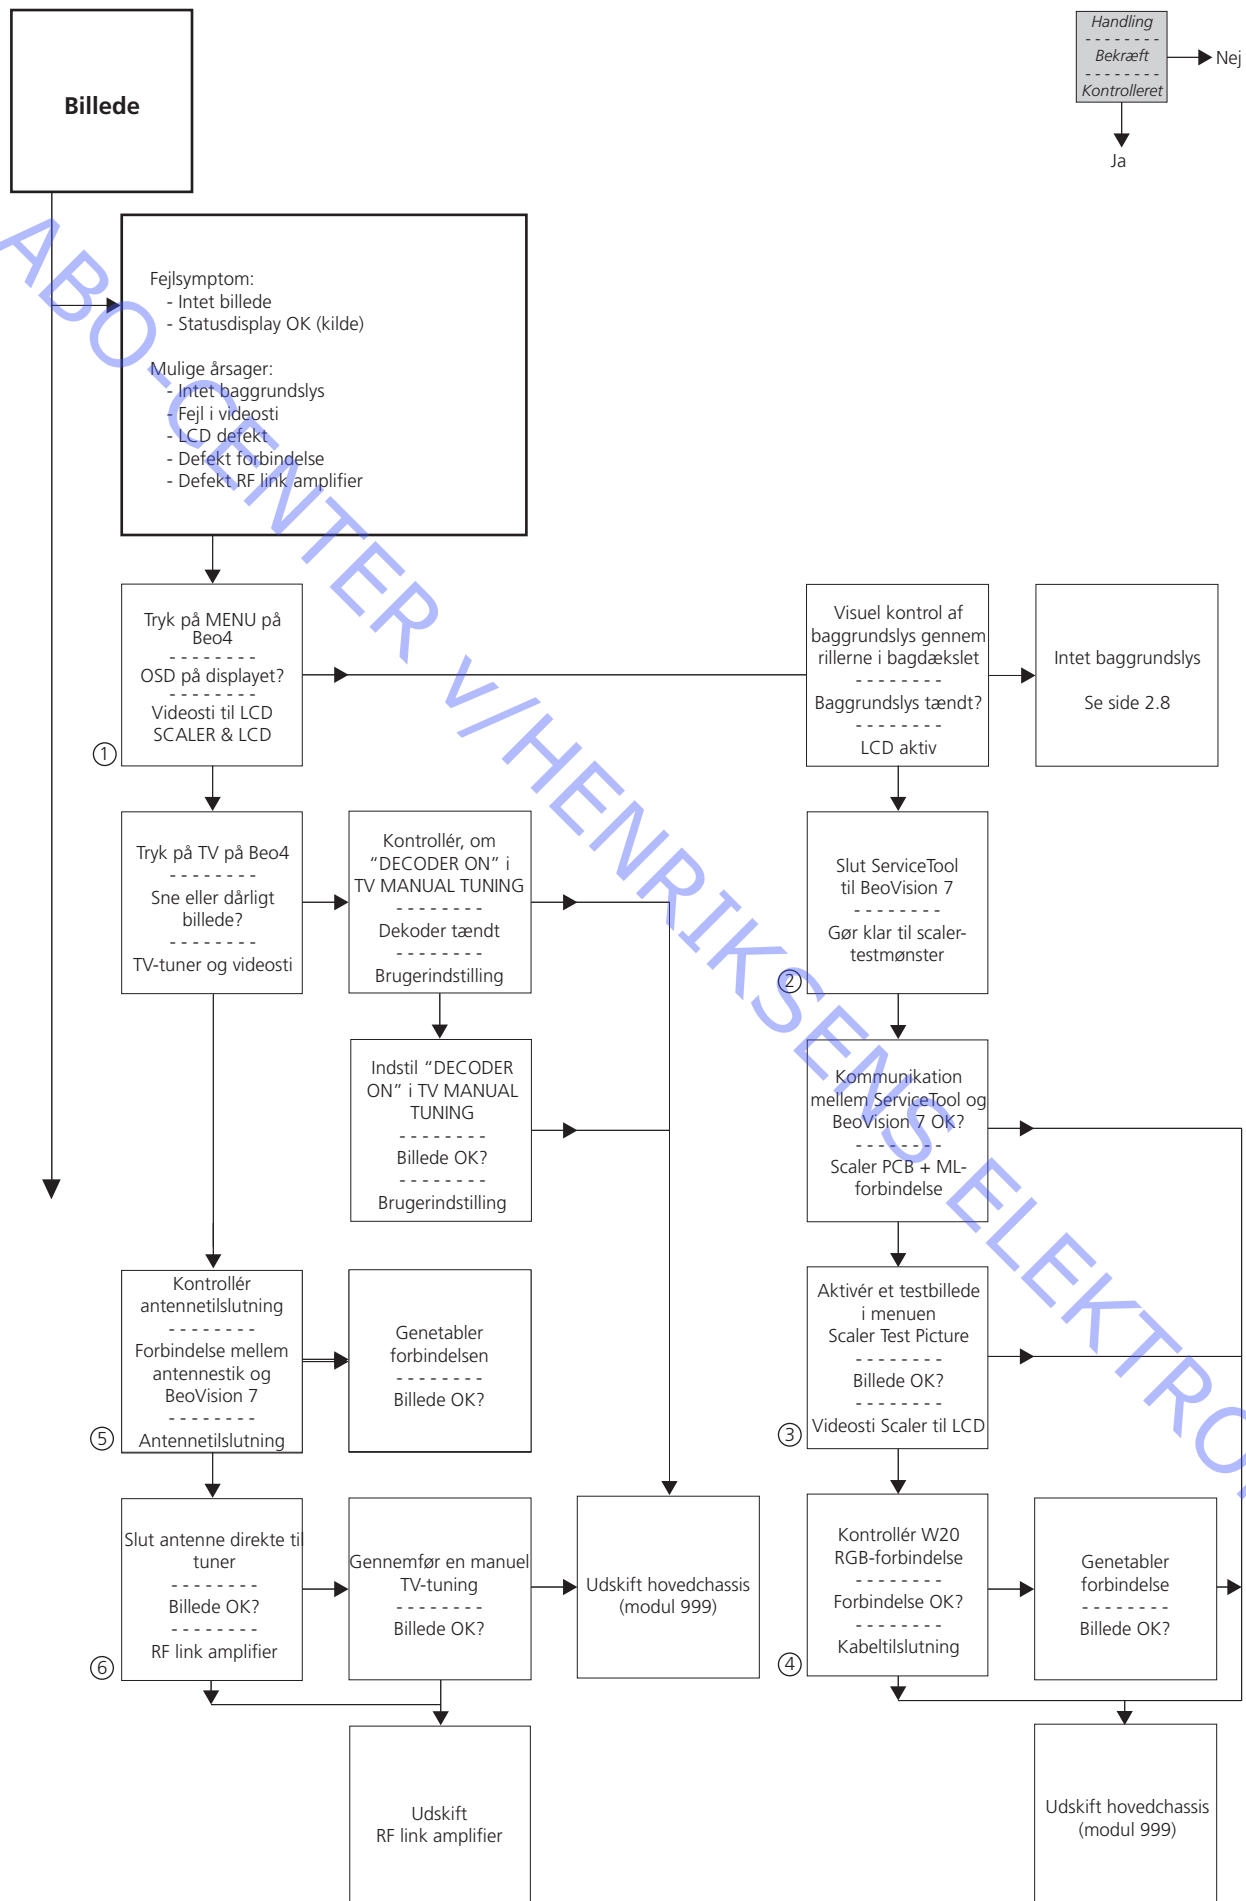 Billede
Handling
- - - - - - - -
Bekræft
- - - - - - - -
Kontrolleret
Nej
Ja
Fejlsymptom:
- Intet billede
- Statusdisplay OK (kilde)
Mulige årsager:
- Intet baggrundslys
- Fejl i videosti
- LCD defekt
- Defekt forbindelse
- Defekt RF link amplifier
Tryk på MENU på
Beo4
- - - - - - - -
OSD på displayet?
- - - - - - - -
Videosti til LCD
SCALER & LCD
1
Visuel kontrol af
baggrundslys gennem
rillerne i bagdækslet
- - - - - - - -
Baggrundslys tændt?
- - - - - - - -
LCD aktiv
Intet baggrundslys
Se side 2.8
Tryk på TV på Beo4
- - - - - - - -
Sne eller dårligt
billede?
- - - - - - - -
TV-tuner og videosti
Kontrollér, om
“DECODER ON” i
TV MANUAL TUNING
- - - - - - - -
Dekoder tændt
- - - - - - - -
Brugerindstilling
Slut ServiceTool
til BeoVision 7
- - - - - - - -
Gør klar til scaler-
testmønster
2
Indstil “DECODER
ON” i TV MANUAL
TUNING
- - - - - - - -
Billede OK?
- - - - - - - -
Brugerindstilling
Kommunikation
mellem ServiceTool og
BeoVision 7 OK?
- - - - - - - -
Scaler PCB + ML-
forbindelse
Kontrollér
antennetilslutning
- - - - - - - -
Forbindelse mellem
antennestik og
BeoVision 7
- - - - - - - -
Antennetilslutning
5
Genetabler
forbindelsen
- - - - - - - -
Billede OK?
Aktivér et testbillede
i menuen
Scaler Test Picture
- - - - - - - -
Billede OK?
- - - - - - - -
Videosti Scaler til LCD
3
Slut antenne direkte til
tuner
- - - - - - - -
Billede OK?
- - - - - - - -
RF link amplifier
6
Gennemfør en manuel
TV-tuning
- - - - - - - -
Billede OK?
Udskift hovedchassis
(modul 999)
Kontrollér W20
RGB-forbindelse
- - - - - - - -
Forbindelse OK?
- - - - - - - -
Kabeltilslutning
4
Genetabler
forbindelse
- - - - - - - -
Billede OK?
Udskift
RF link amplifier
Udskift hovedchassis
(modul 999)
ABO-CENTER v/HENRIKSENS ELEKTRO